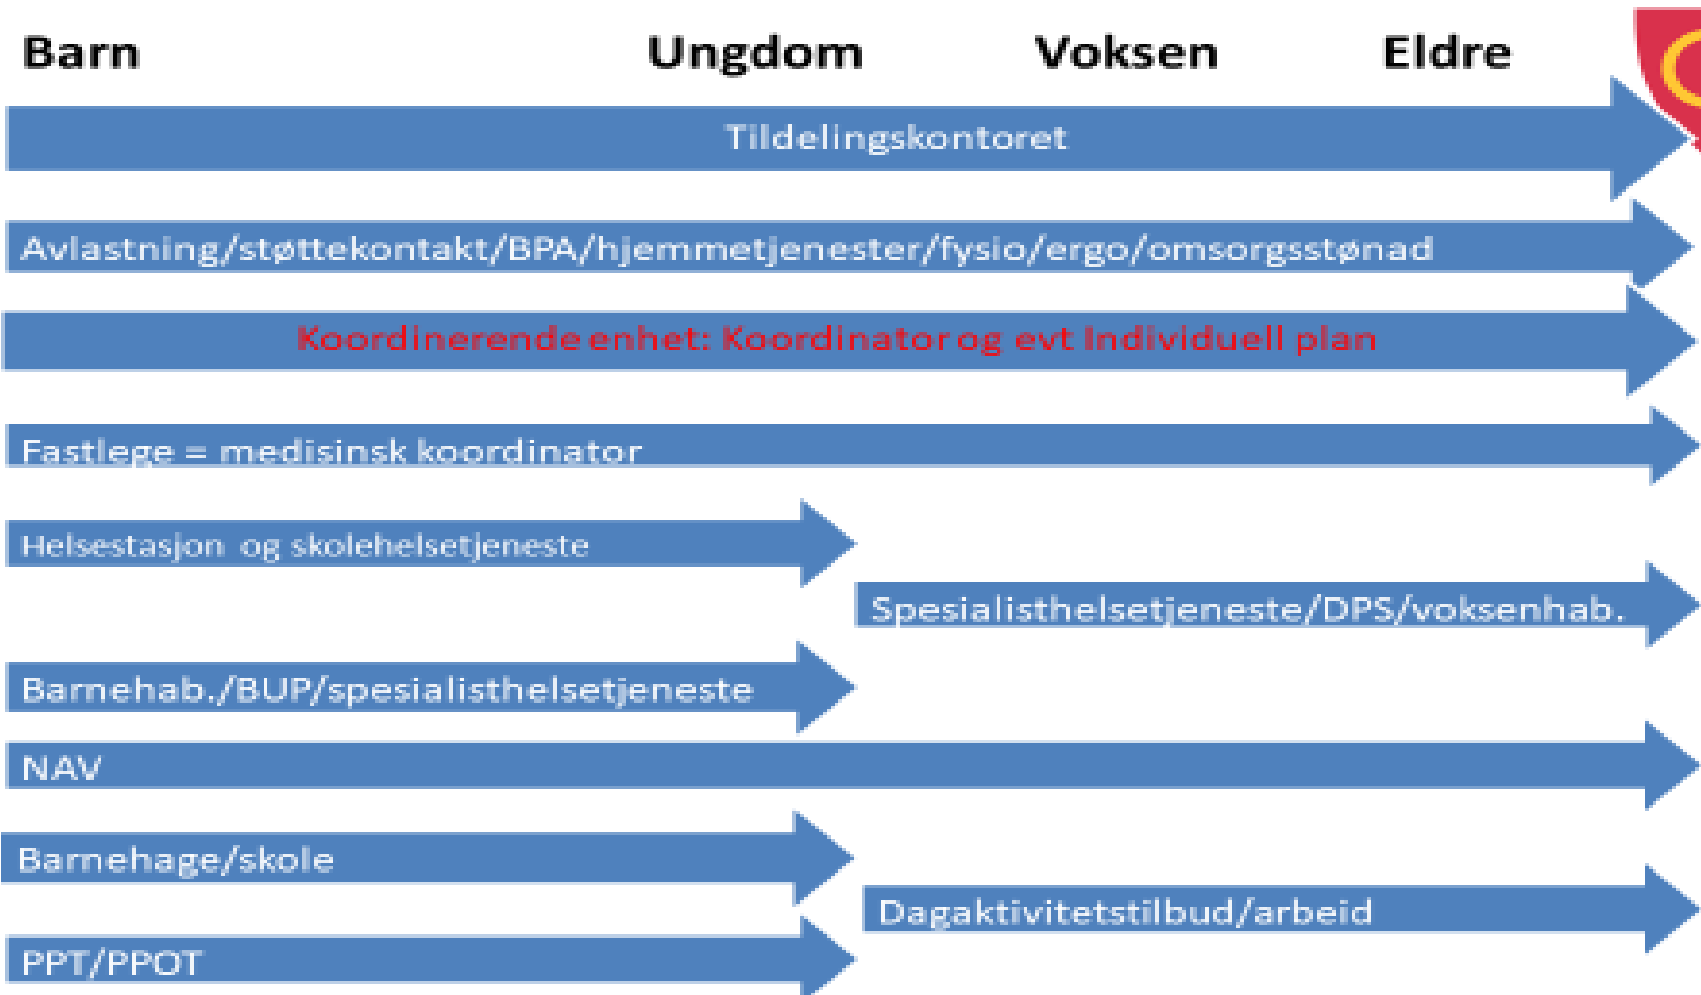 Barn Ungdom Voksen Eldre
Tildelingskontoret
Avlastning/støttekontakt/BPA/hjemmetjenester/fysio/ergo/omsorgsstønad
Koordinerende enhet: Koordinator og evt Individuell plan
Fastlege = medisinsk koordinator
Helsestasjon og skolehelsetjeneste
Spesialisthelsetjeneste/DPS/voksenhab.
Barnehab./BUP/spesialisthelsetjeneste
NAV
Barnehage/skole
Dagaktivitetstilbud/arbeid
PPT/PPOT